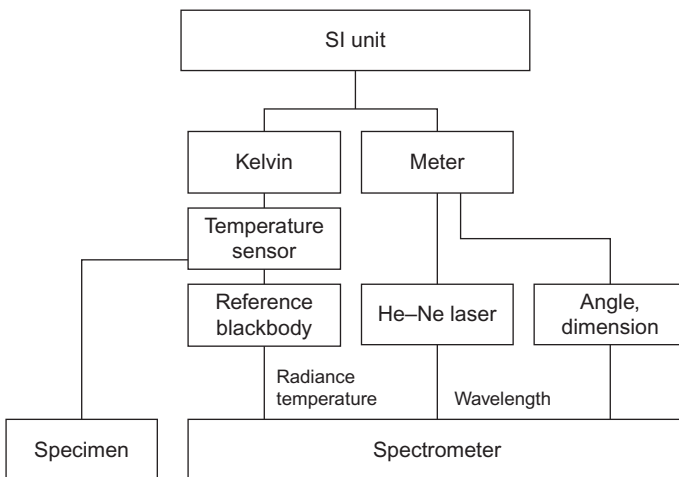 SI unit
Kelvin
Meter
Temperature
sensor
Reference
blackbody
He–Ne laser
Angle,
dimension
Radiance
temperature
Wavelength
Specimen
Spectrometer